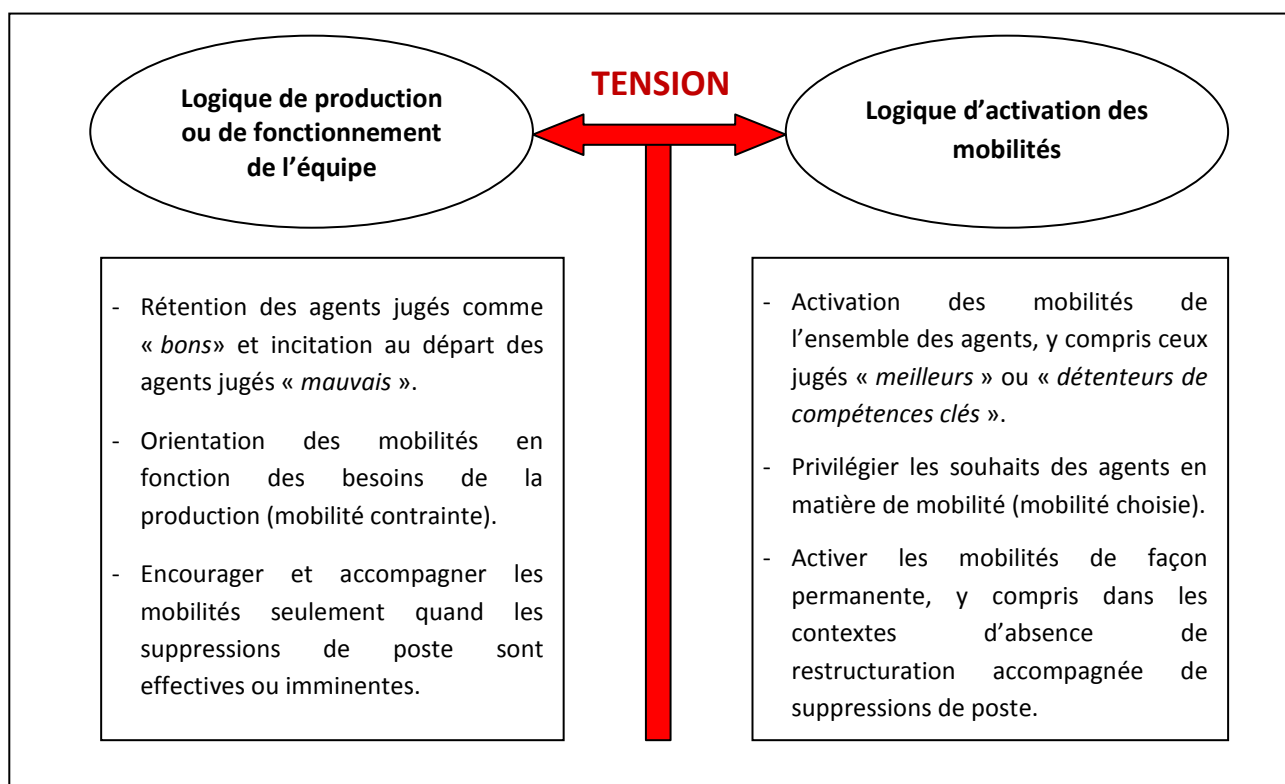 TENSION
Logique de production
ou de fonctionnement
de l’équipe
Logique d’activation des
mobilités
- Rétention des agents jugés comme
« bons» et incitation au départ des
agents jugés « mauvais ».
- Orientation des mobilités en
fonction des besoins de la
production (mobilité contrainte).
- Encourager et accompagner les
mobilités seulement quand les
suppressions de poste sont
effectives ou imminentes.
- Activation des mobilités de
l’ensemble des agents, y compris ceux
jugés « meilleurs » ou « détenteurs de
compétences clés ».
- Privilégier les souhaits des agents en
matière de mobilité (mobilité choisie).
- Activer les mobilités de façon
permanente, y compris dans les
contextes d’absence de
restructuration accompagnée de
suppressions de poste.